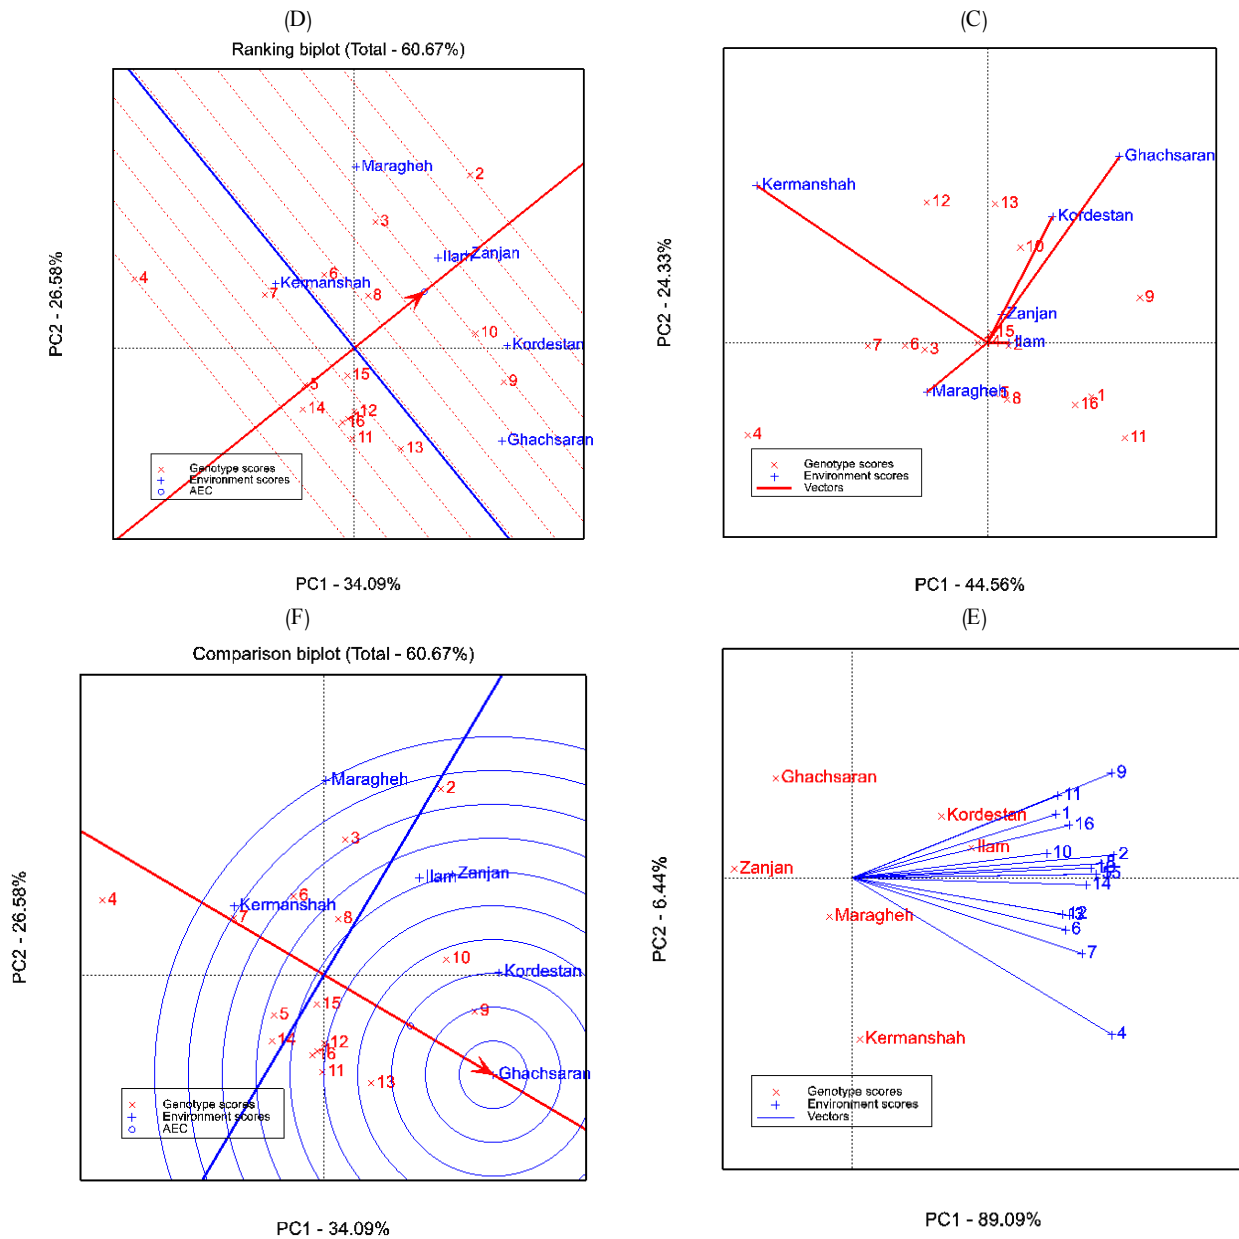 (D)
Ranking biplot (Total - 60.67%)
Maragheh
2
3
Ilam
Zanjan
4
6
Kermanshah
7
8
10
Kordestan
15
5
9
14
12
16
11
13
Ghachsaran
Genotype scores
Environment scores
AEC
PC2 - 26.58%
PC1 - 34.09%
(C)
Ghachsaran
Kermanshah
12
13
Kordestan
10
9
Zanjan
15
7
6
3
2
Ilam
Maragheh
5
8
1
16
4
11
Genotype scores
Environment scores
Vectors
PC2 - 24.33%
PC1 - 44.56%
(F)
Comparison biplot (Total - 60.67%)
Maragheh
2
3
Ilam
Zanjan
4
6
Kermanshah
7
8
10
Kordestan
15
9
5
14
12
16
11
13
Ghachsaran
Genotype scores
Environment scores
AEC
PC2 - 26.58%
PC1 - 34.09%
(E)
Ghachsaran
9
11
Kordestan
1
16
Ilam
10
2
Zanjan
15
14
Maragheh
12
6
7
4
Kermanshah
Genotype scores
Environment scores
Vectors
PC2 - 6.44%
PC1 - 89.09%